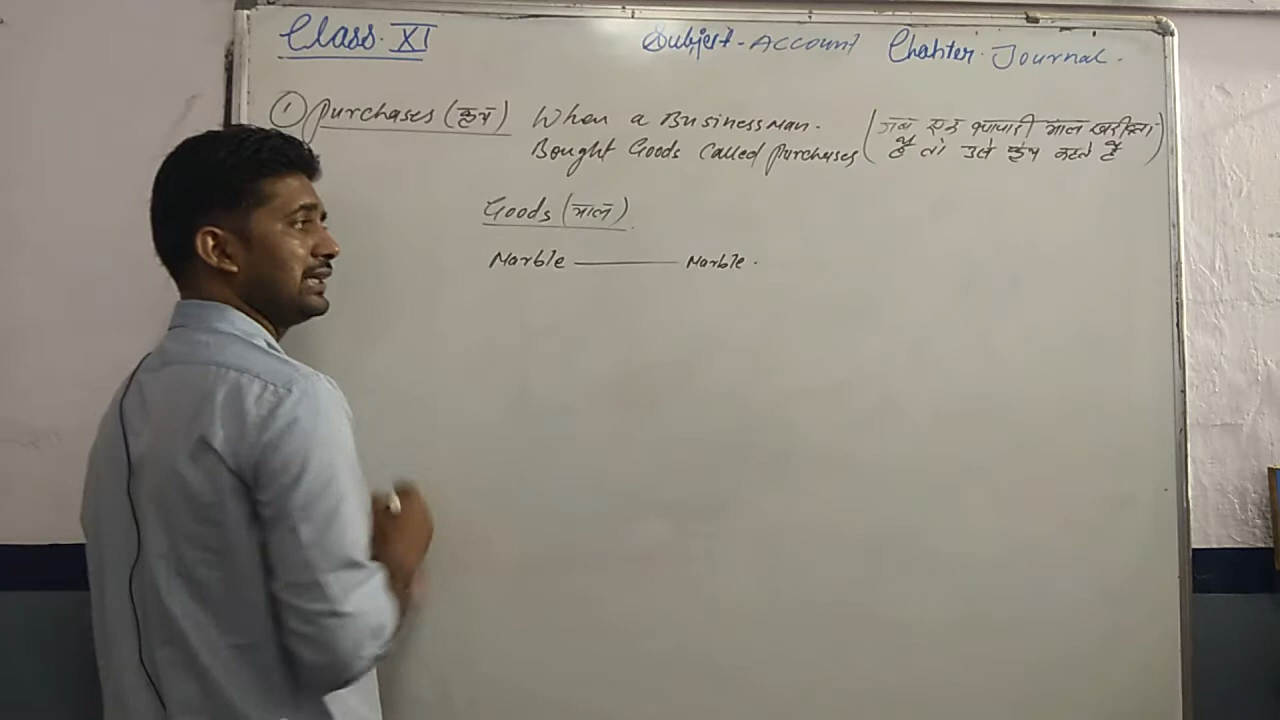 Class. XI Subject - Account Chapter. Journal.
① Purchases (क्रय) When a Businessman. (जब एक व्यापारी माल खरीदता
Bought Goods Called Purchases है तो उसे क्रय कहते है)
Goods (माल)
Marble — Marble.